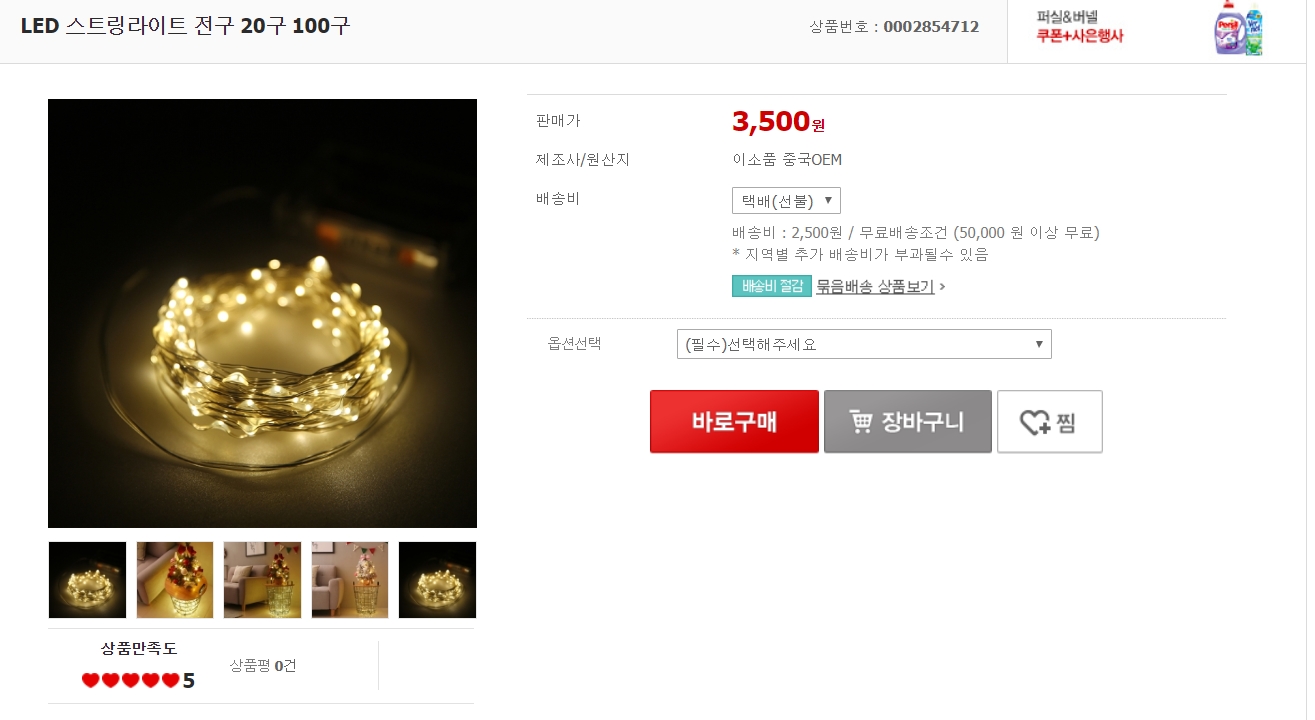 LED 스트링라이트 전구 20구 100구
상품번호 : 0002854712
퍼실&버넬
쿠폰+사은행사
판매가
3,500원
제조사/원산지
이소품 중국OEM
배송비
택배(선불) ▼
배송비 : 2,500원 / 무료배송조건 (50,000 원 이상 무료)
* 지역별 추가 배송비가 부과될수 있음
배송비 절감 묶음배송 상품보기 ›
옵션선택
(필수)선택해주세요 ▼
바로구매
장바구니
찜
상품만족도
5
상품평 0건